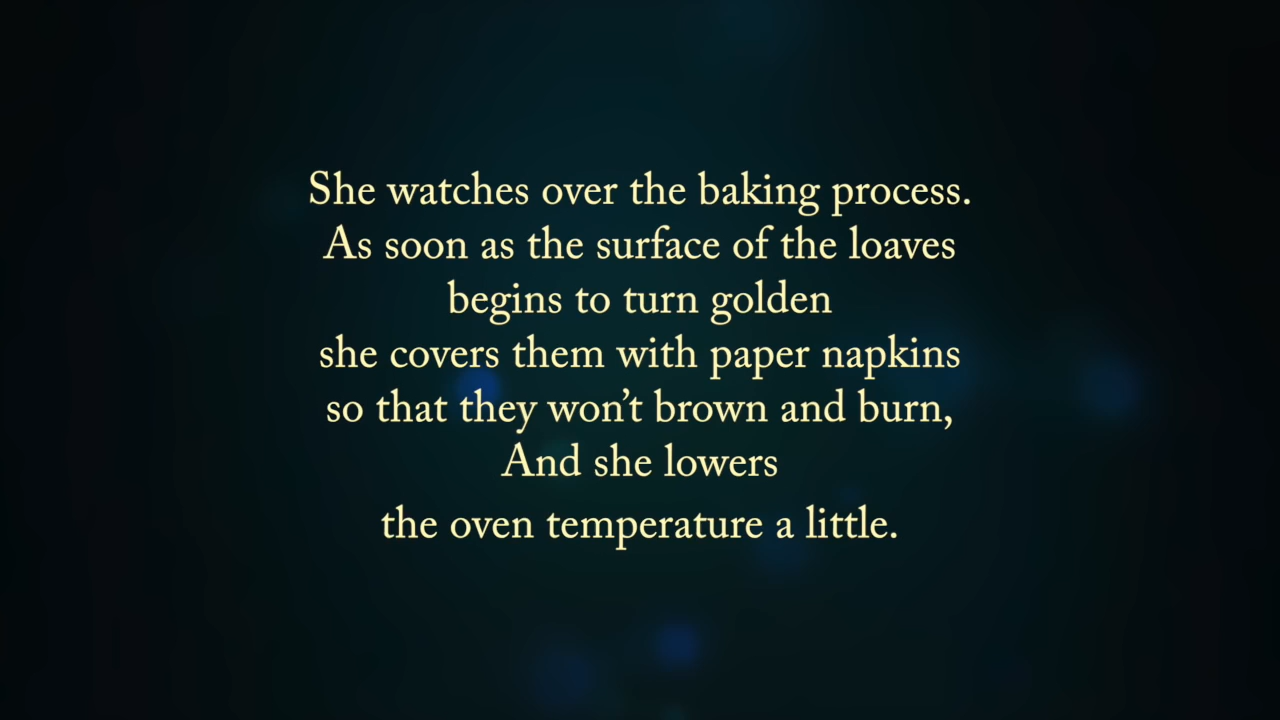 She watches over the baking process.
As soon as the surface of the loaves
begins to turn golden
she covers them with paper napkins
so that they won’t brown and burn,
And she lowers
the oven temperature a little.